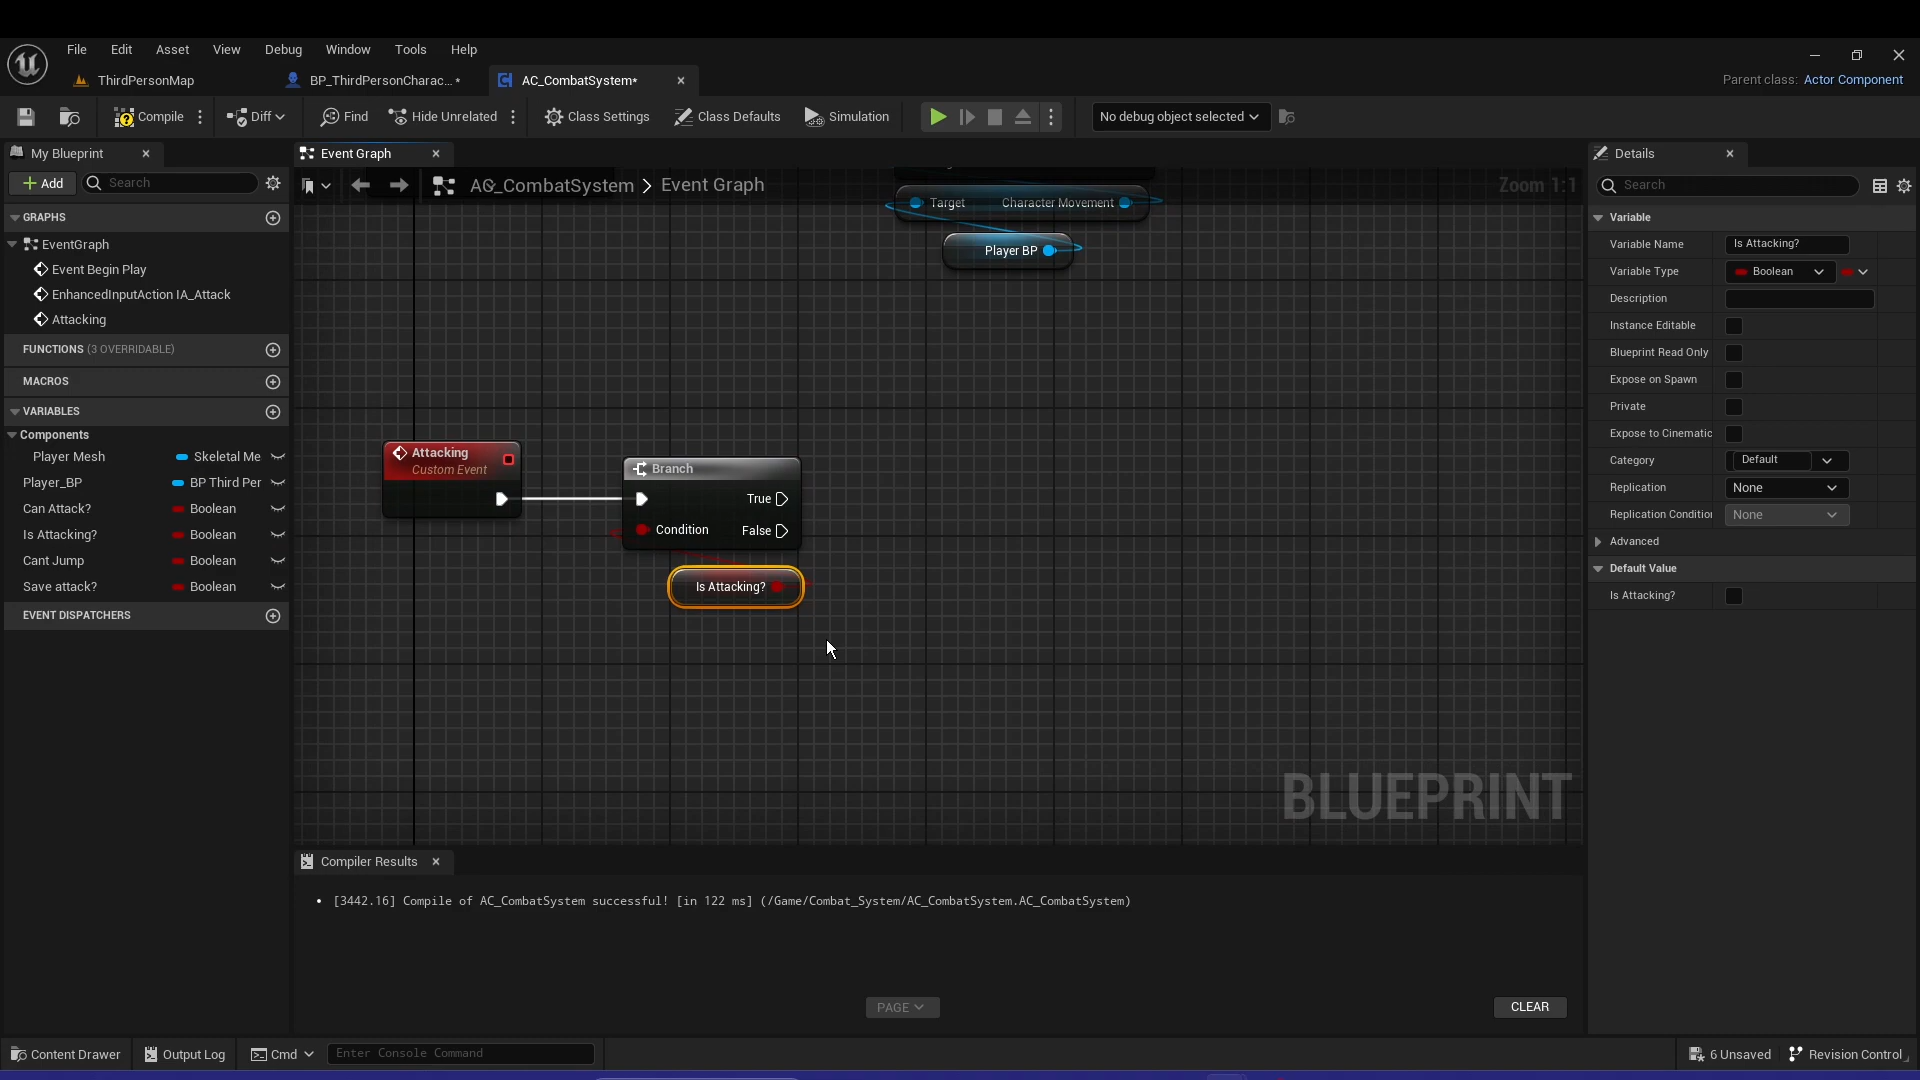 File Edit Asset View Debug Window Tools Help
ThirdPersonMap
BP_ThirdPersonCharac...*
AC_CombatSystem*
Parent class: Actor Component
Compile
Diff
Find
Hide Unrelated
Class Settings
Class Defaults
Simulation
No debug object selected
My Blueprint
Add
Search
GRAPHS
EventGraph
Event Begin Play
EnhancedInputAction IA_Attack
Attacking
FUNCTIONS (3 OVERRIDABLE)
MACROS
VARIABLES
Components
Player Mesh Skeletal Me
Player_BP BP Third Per
Can Attack? Boolean
Is Attacking? Boolean
Cant Jump Boolean
Save attack? Boolean
EVENT DISPATCHERS
Event Graph
AC_CombatSystem > Event Graph
Zoom 1:1
Target Character Movement
Player BP
Attacking
Custom Event
Branch
True
Condition False
Is Attacking?
BLUEPRINT
Compiler Results
[3442.16] Compile of AC_CombatSystem successful! [in 122 ms] (/Game/Combat_System/AC_CombatSystem.AC_CombatSystem)
PAGE
CLEAR
Details
Search
Variable
Variable Name Is Attacking?
Variable Type Boolean
Description
Instance Editable
Blueprint Read Only
Expose on Spawn
Private
Expose to Cinematic
Category Default
Replication None
Replication Condition None
Advanced
Default Value
Is Attacking?
Content Drawer
Output Log
Cmd
Enter Console Command
6 Unsaved
Revision Control